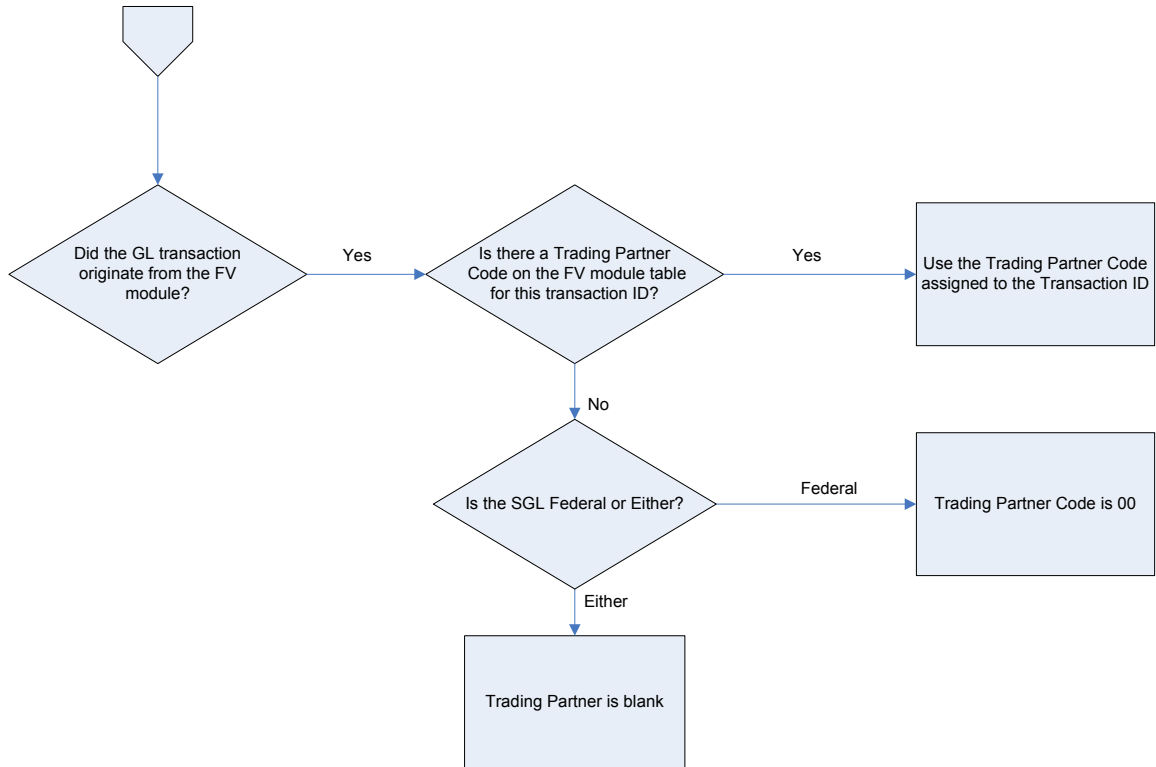 Did the GL transaction
originate from the FV
module?
Yes
Is there a Trading Partner
Code on the FV module table
for this transaction ID?
Yes
Use the Trading Partner Code
assigned to the Transaction ID
No
Is the SGL Federal or Either?
Federal
Trading Partner Code is 00
Either
Trading Partner is blank